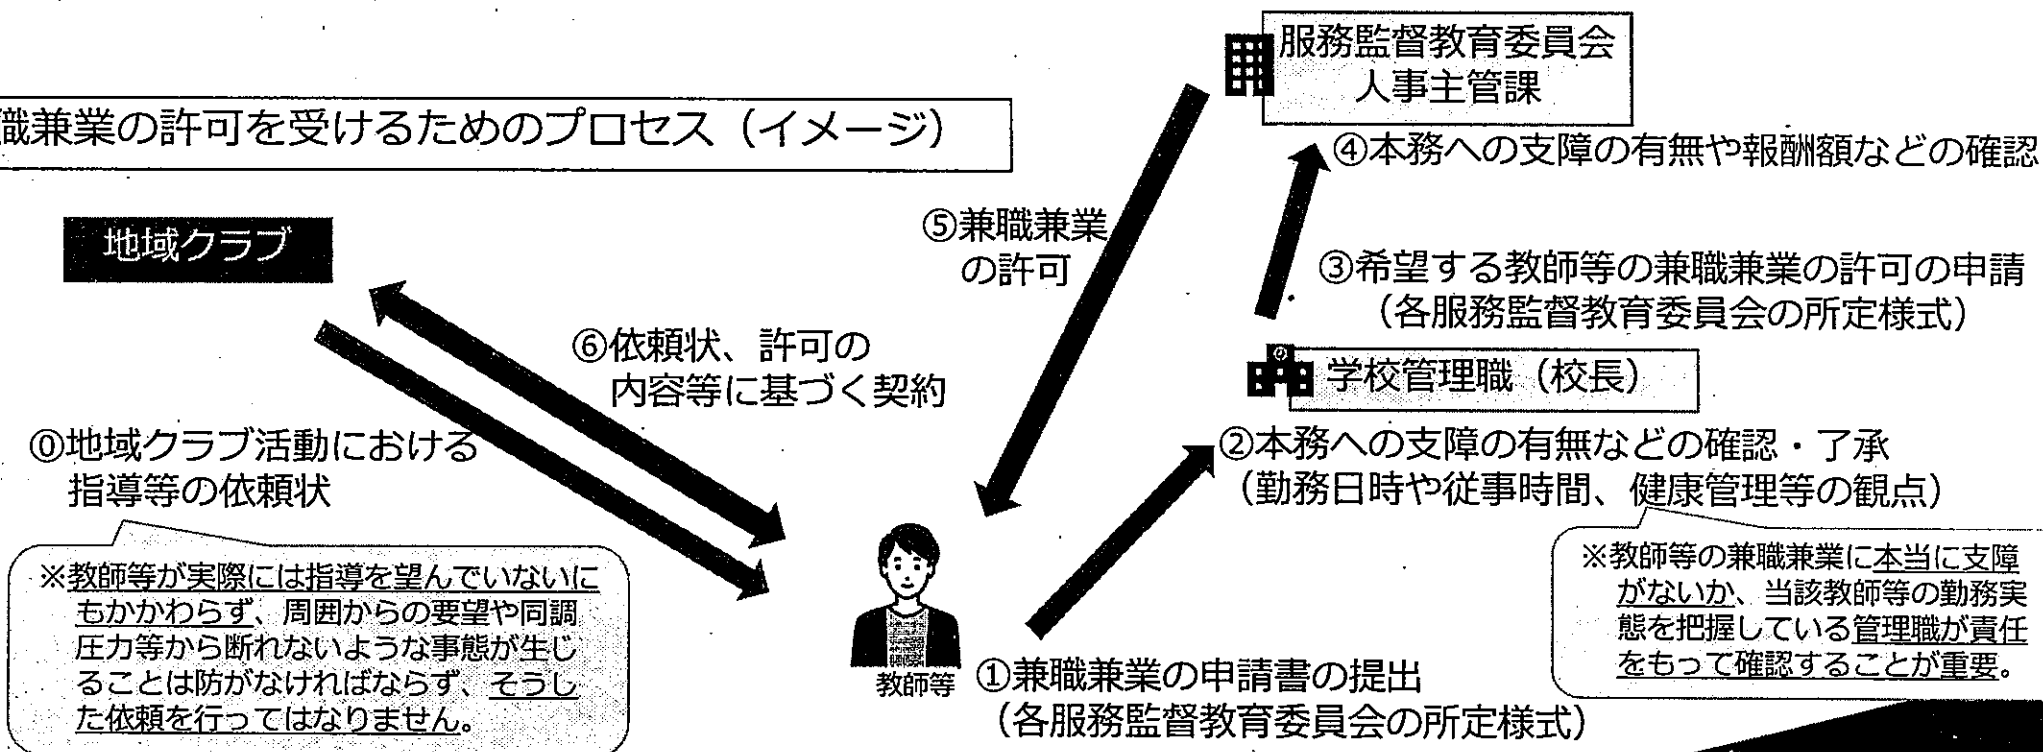 職兼業の許可を受けるためのプロセス（イメージ）
服務監督教育委員会
人事主管課
④本務への支障の有無や報酬額などの確認
地域クラブ
⑤兼職兼業
の許可
③希望する教師等の兼職兼業の許可の申請
（各服務監督教育委員会の所定様式）
⑥依頼状、許可の
内容等に基づく契約
学校管理職（校長）
⓪地域クラブ活動における
指導等の依頼状
②本務への支障の有無などの確認・了承
（勤務日時や従事時間、健康管理等の観点）
※教師等が実際には指導を望んでいないに
もかかわらず、周囲からの要望や同調
圧力等から断れないような事態が生じ
ることは防がなければならず、そうし
た依頼を行ってはなりません。
※教師等の兼職兼業に本当に支障
がないか、当該教師等の勤務実
態を把握している管理職が責任
をもって確認することが重要。
教師等
①兼職兼業の申請書の提出
（各服務監督教育委員会の所定様式）